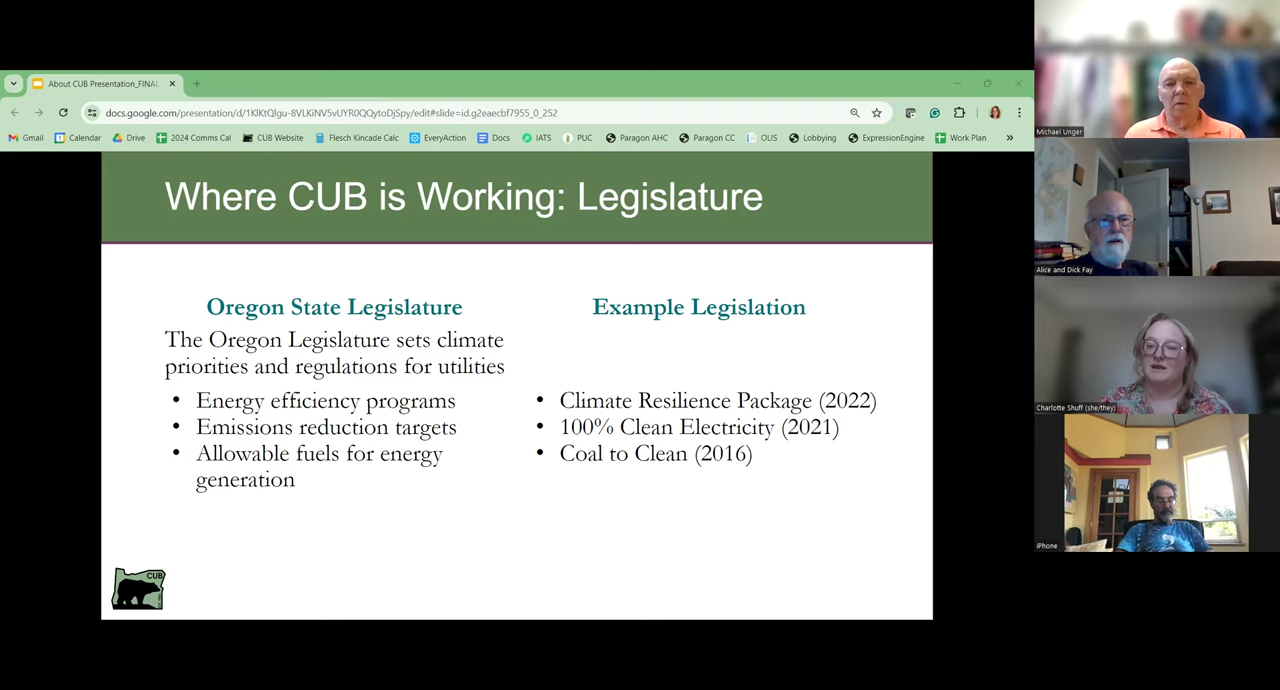 About CUB Presentation_FINAL
docs.google.com/presentation/d/1KlKtQlgu-8VLKiNV5vUYR0QQytoDjSpy/edit#slide=id.g2eaecbf7955_0_252
Gmail Calendar Drive 2024 Comms Cal CUB Website Flesch Kincade Calc EveryAction Docs IATS PUC Paragon AHC Paragon CC OLIS Lobbying ExpressionEngine Work Plan »
Where CUB is Working: Legislature
Oregon State Legislature
The Oregon Legislature sets climate
priorities and regulations for utilities
• Energy efficiency programs
• Emissions reduction targets
• Allowable fuels for energy
generation
Example Legislation
• Climate Resilience Package (2022)
• 100% Clean Electricity (2021)
• Coal to Clean (2016)
CUB
Michael Unger
Alice and Dick Fay
Charlotte Shuff (she/they)
iPhone